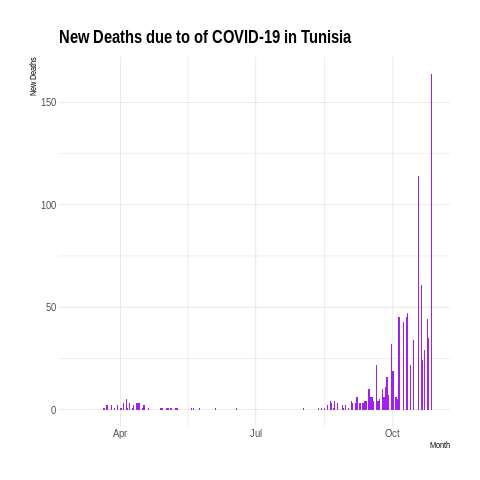 New Deaths due to of COVID-19 in Tunisia
New Deaths
150
100
50
0
Apr
Jul
Oct
Month